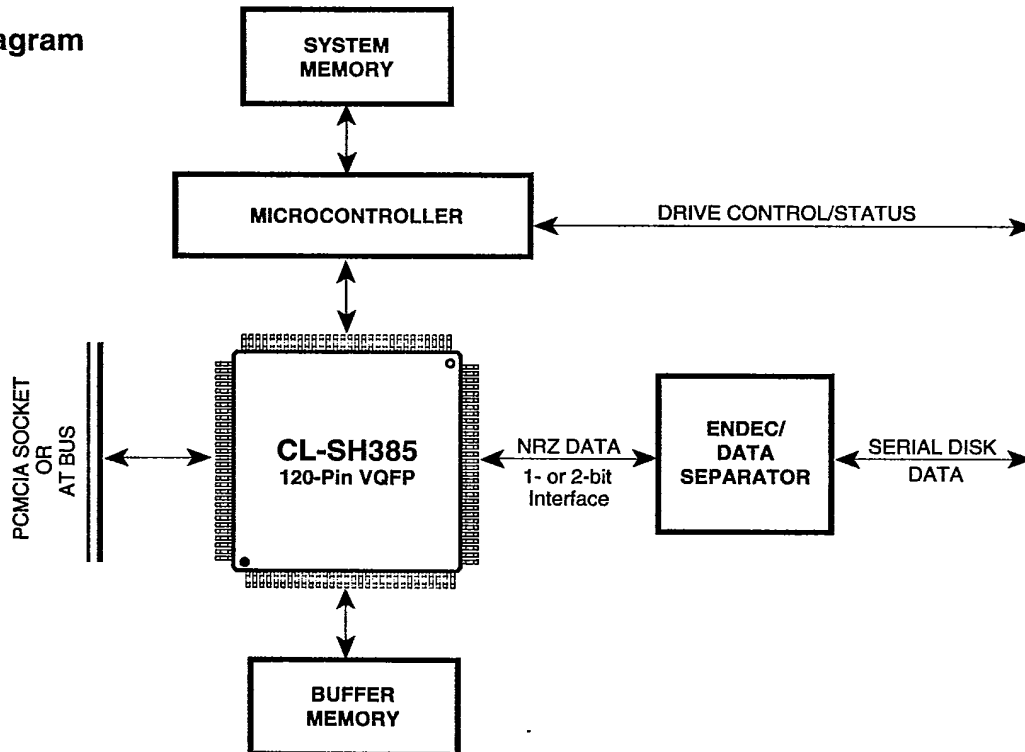 agram
SYSTEM
MEMORY
MICROCONTROLLER
DRIVE CONTROL/STATUS
PCMCIA SOCKET
OR
AT BUS
CL-SH385
120-Pin VQFP
NRZ DATA
1- or 2-bit
Interface
ENDEC/
DATA
SEPARATOR
SERIAL DISK
DATA
BUFFER
MEMORY